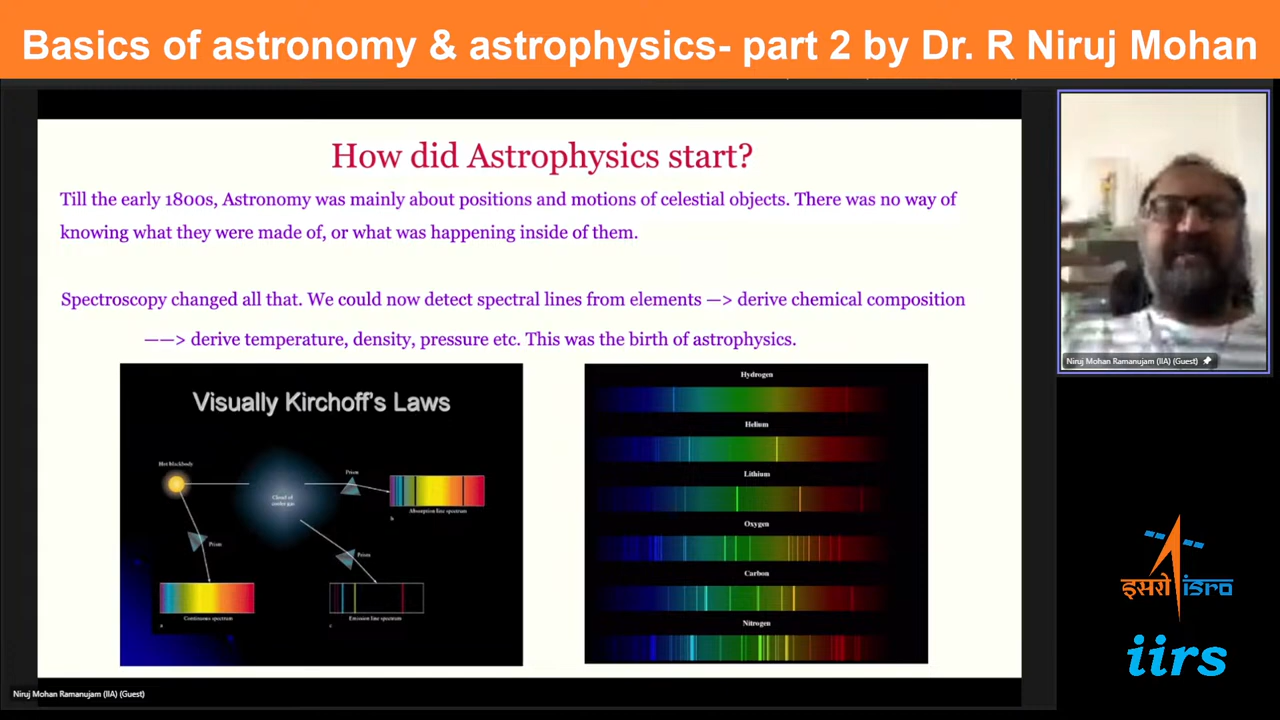 Basics of astronomy & astrophysics- part 2 by Dr. R Niruj Mohan
How did Astrophysics start?
Till the early 1800s, Astronomy was mainly about positions and motions of celestial objects. There was no way of
knowing what they were made of, or what was happening inside of them.
Spectroscopy changed all that. We could now detect spectral lines from elements —> derive chemical composition
——> derive temperature, density, pressure etc. This was the birth of astrophysics.
Visually Kirchoff's Laws
Hot blackbody
Cloud of
cooler gas
Prism
Absorption line spectrum
b
Prism
Prism
Continuous spectrum
a
Emission line spectrum
c
Hydrogen
Helium
Lithium
Oxygen
Carbon
Nitrogen
Niruj Mohan Ramanujam (IIA) (Guest)
इसरो isro
iirs
Niruj Mohan Ramanujam (IIA) (Guest)